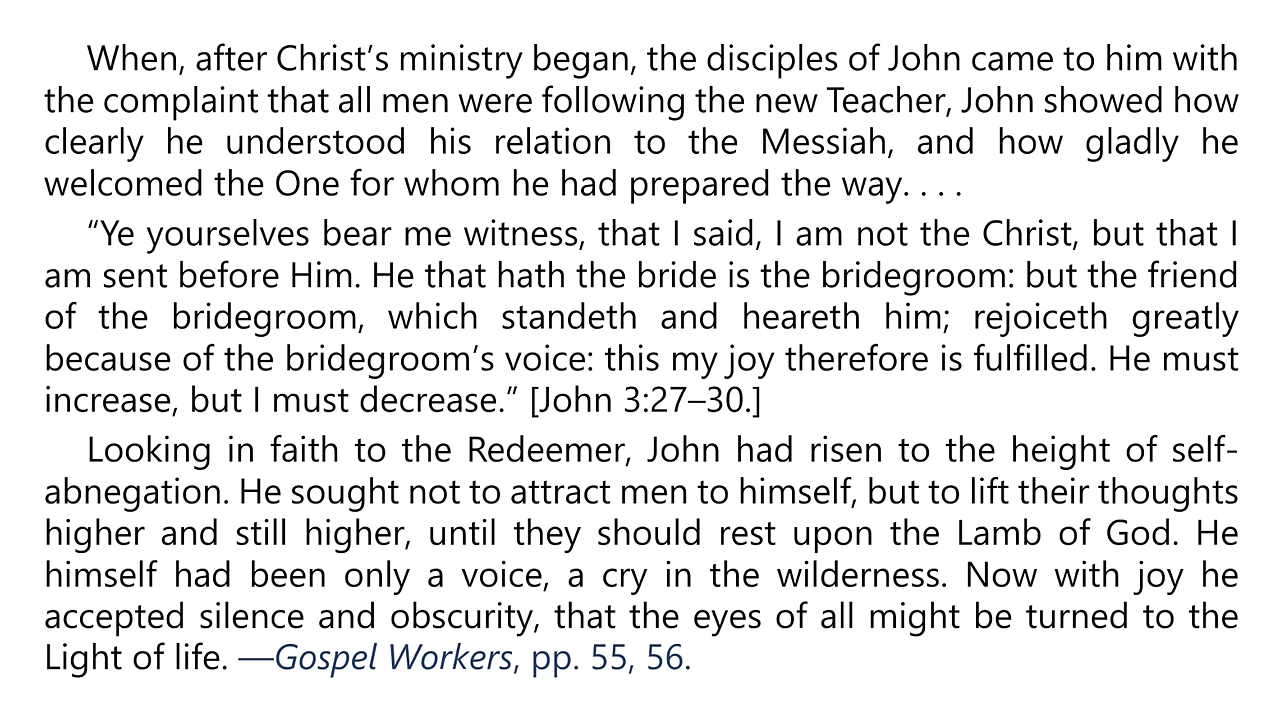 When, after Christ’s ministry began, the disciples of John came to him with
the complaint that all men were following the new Teacher, John showed how
clearly he understood his relation to the Messiah, and how gladly he
welcomed the One for whom he had prepared the way. . . .
“Ye yourselves bear me witness, that I said, I am not the Christ, but that I
am sent before Him. He that hath the bride is the bridegroom: but the friend
of the bridegroom, which standeth and heareth him; rejoiceth greatly
because of the bridegroom’s voice: this my joy therefore is fulfilled. He must
increase, but I must decrease.” [John 3:27–30.]
Looking in faith to the Redeemer, John had risen to the height of self-
abnegation. He sought not to attract men to himself, but to lift their thoughts
higher and still higher, until they should rest upon the Lamb of God. He
himself had been only a voice, a cry in the wilderness. Now with joy he
accepted silence and obscurity, that the eyes of all might be turned to the
Light of life. —Gospel Workers, pp. 55, 56.